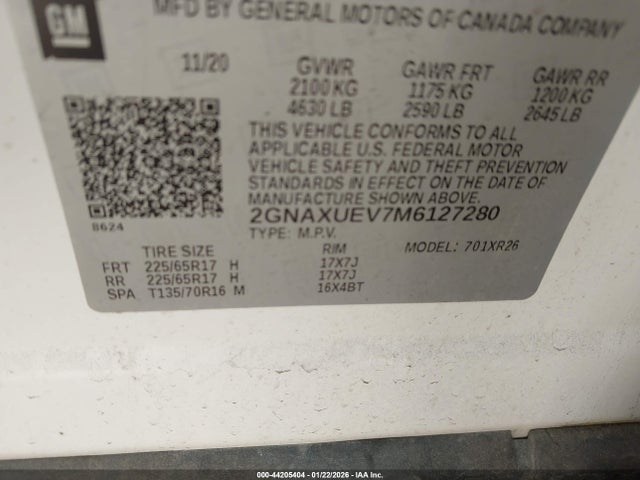 MFD BY GENERAL MOTORS OF CANADA COMPANY
GM
11/20 GVWR GAWR FRT GAWR RR
2100 KG 1175 KG 1200 KG
4630 LB 2590 LB 2645 LB
THIS VEHICLE CONFORMS TO ALL
APPLICABLE U.S. FEDERAL MOTOR
VEHICLE SAFETY AND THEFT PREVENTION
STANDARDS IN EFFECT ON THE DATE OF
MANUFACTURE SHOWN ABOVE.
8624
2GNAXUEV7M6127280
TYPE: M.P.V. MODEL: 701XR26
TIRE SIZE RIM
FRT 225/65R17 H 17X7J
RR 225/65R17 H 17X7J
SPA T135/70R16 M 16X4BT
000-44205404 - 01/22/2026 - IAA Inc.